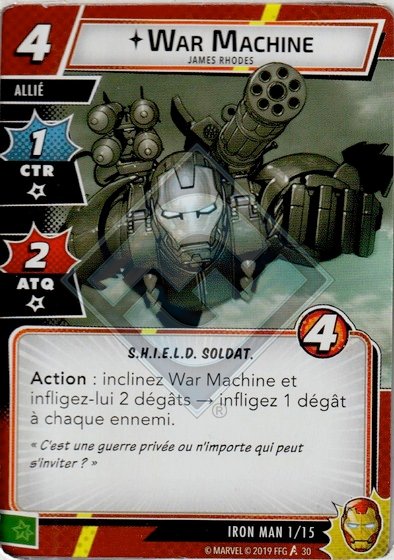 4
War Machine
JAMES RHODES
ALLIÉ
1
CTR
2
ATQ
4
S.H.I.E.L.D. SOLDAT.
Action : inclinez War Machine et
infligez-lui 2 dégâts → infligez 1 dégât
à chaque ennemi.
®
« C'est une guerre privée ou n'importe qui peut
s'inviter ? »
IRON MAN 1/15
© MARVEL © 2019 FFG 30